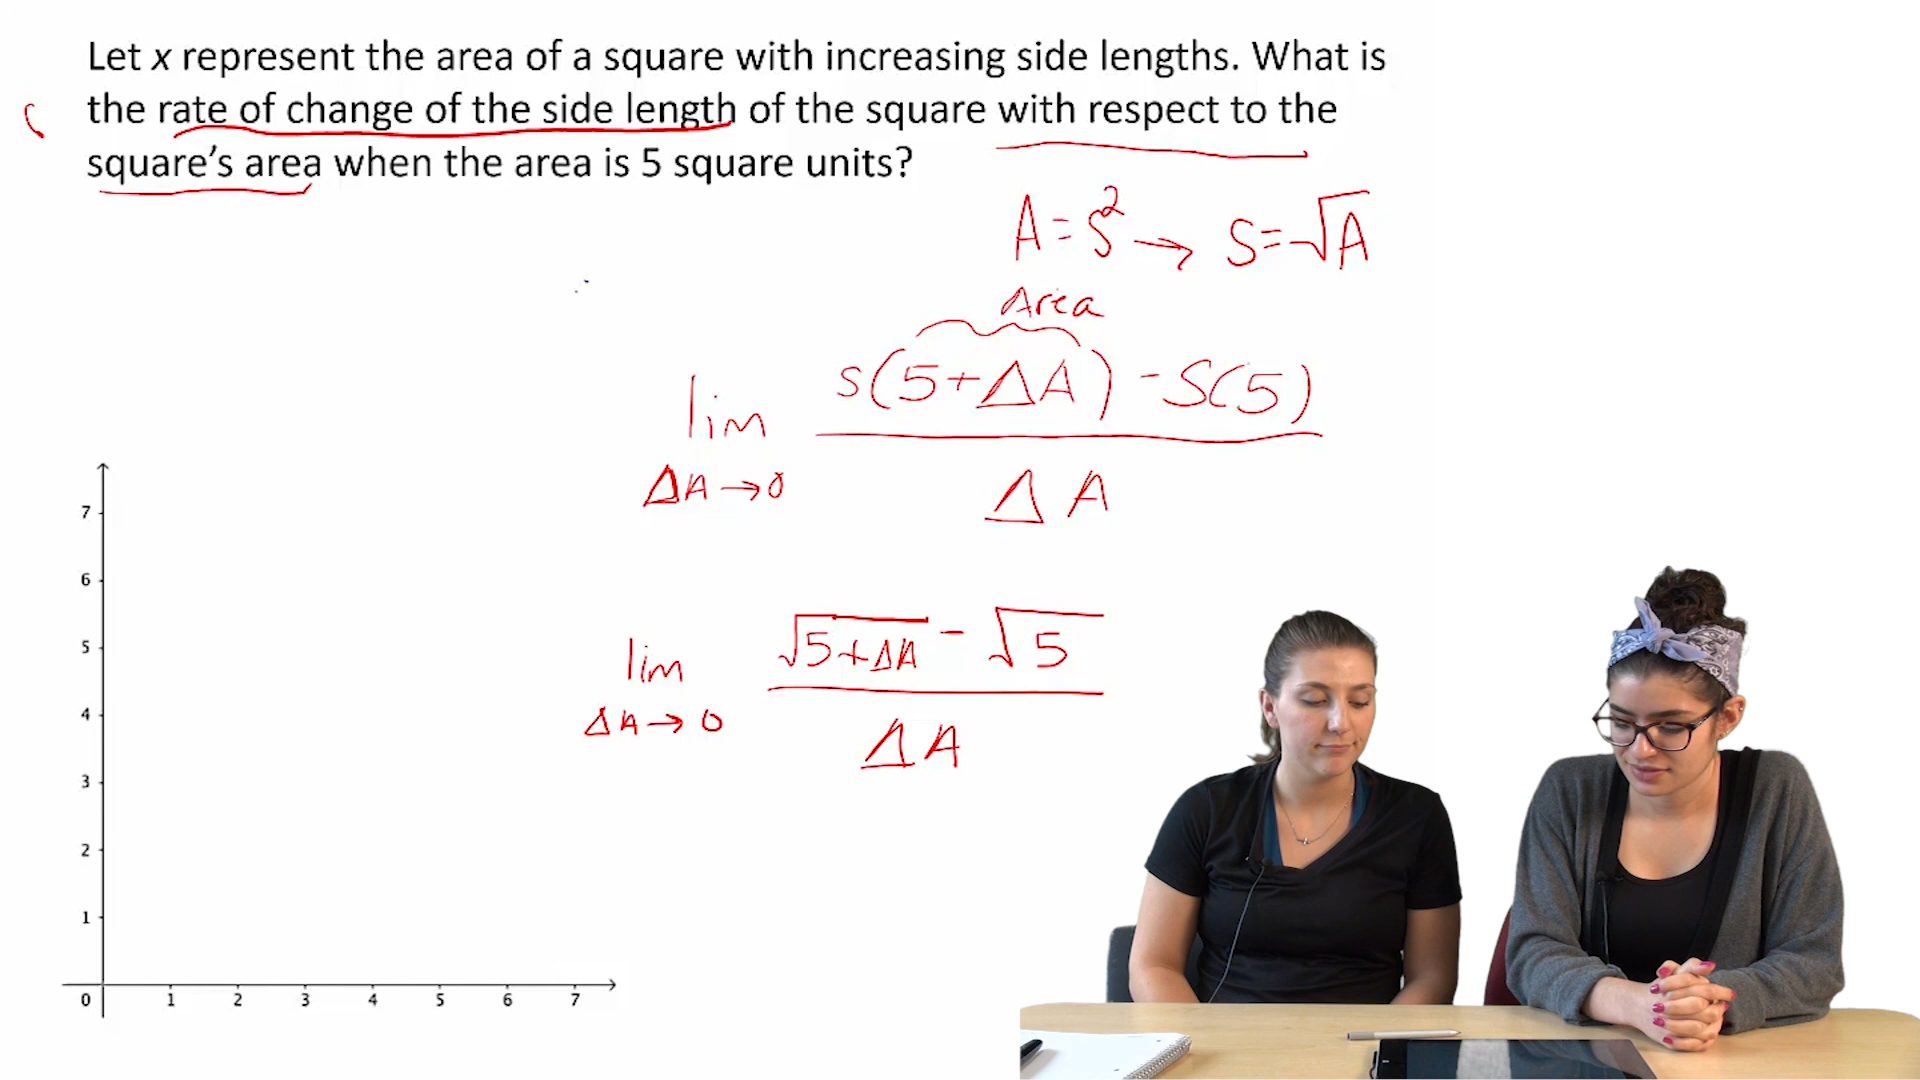 Let x represent the area of a square with increasing side lengths. What is
the rate of change of the side length of the square with respect to the
square's area when the area is 5 square units?
A = s² → S = √A
Area
lim s(5+ΔA) - S(5)
ΔA → 0 ΔA
lim √5+ΔA - √5
ΔA → 0 ΔA
7
6
5
4
3
2
1
0 1 2 3 4 5 6 7